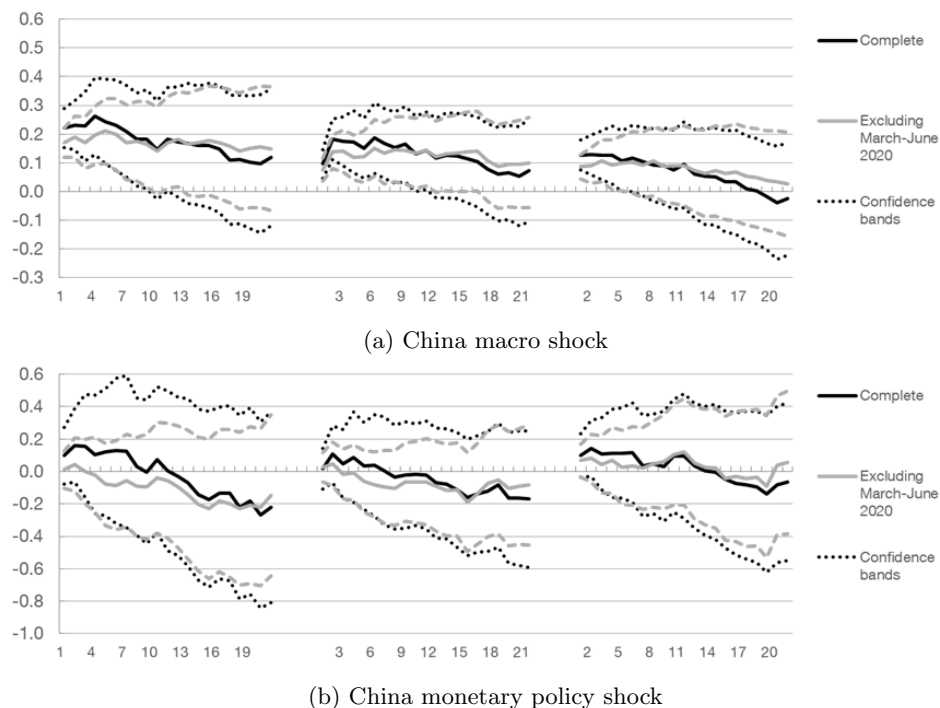 0.6
0.5
0.4
0.3
0.2
0.1
0.0
-0.1
-0.2
-0.3
1 4 7 10 13 16 19 3 6 9 12 15 18 21 2 5 8 11 14 17 20
Complete
Excluding
March-June
2020
Confidence
bands
(a) China macro shock
0.6
0.4
0.2
0.0
-0.2
-0.4
-0.6
-0.8
-1.0
1 4 7 10 13 16 19 3 6 9 12 15 18 21 2 5 8 11 14 17 20
Complete
Excluding
March-June
2020
Confidence
bands
(b) China monetary policy shock